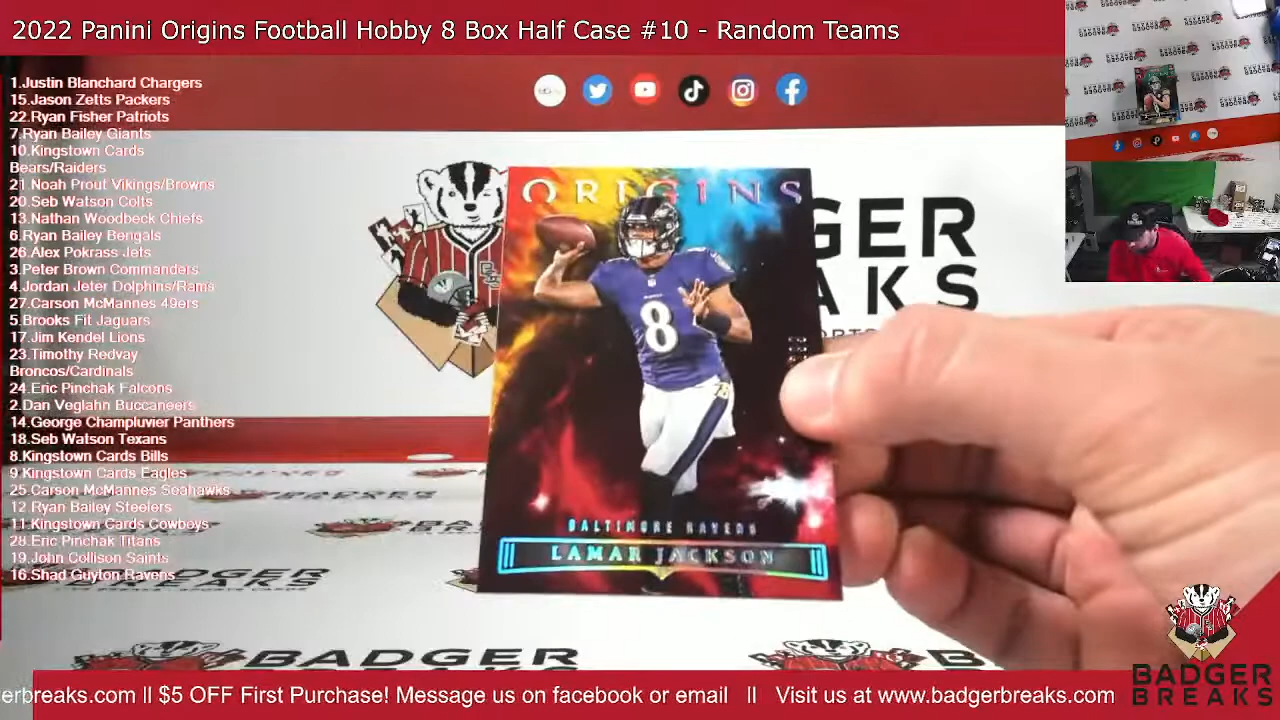 2022 Panini Origins Football Hobby 8 Box Half Case #10 - Random Teams
1.Justin Blanchard Chargers
15.Jason Zetts Packers
22.Ryan Fisher Patriots
7.Ryan Bailey Giants
10.Kingstown Cards
Bears/Raiders
21.Noah Prout Vikings/Browns
20.Seb Watson Colts
13.Nathan Woodbeck Chiefs
6.Ryan Bailey Bengals
26.Alex Pokrass Jets
3.Peter Brown Commanders
4.Jordan Jeter Dolphins/Rams
27.Carson McMannes 49ers
5.Brooks Fit Jaguars
17.Jim Kendel Lions
23.Timothy Redvay
Broncos/Cardinals
24.Eric Pinchak Falcons
2.Dan Veglahn Buccaneers
14.George Champluvier Panthers
18.Seb Watson Texans
8.Kingstown Cards Bills
9.Kingstown Cards Eagles
25.Carson McMannes Seahawks
12 Ryan Bailey Steelers
11 Kingstown Cards Cowboys
28.Eric Pinchak Titans
19.John Collison Saints
16.Shad Guyton Ravens
ORIGINS
8
BALTIMORE RAVENS
LAMAR JACKSON
GER
AKS
BADGER
BADGER
BREAKS
erbreaks.com ll $5 OFF First Purchase! Message us on facebook or email ll Visit us at www.badgerbreaks.com